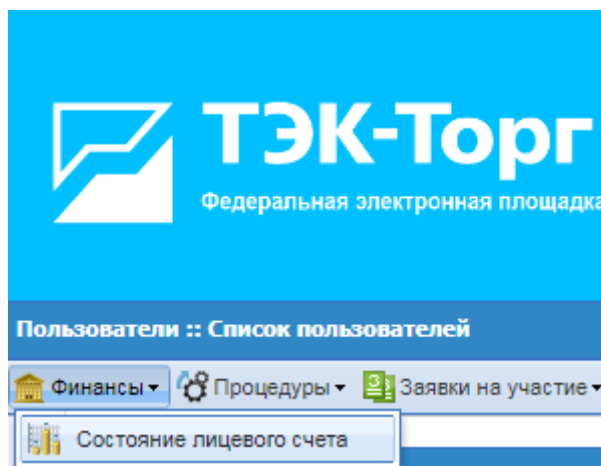 ТЭК-Торг
Федеральная электронная площадка
Пользователи :: Список пользователей
Финансы Процедуры Заявки на участие
Состояние лицевого счета